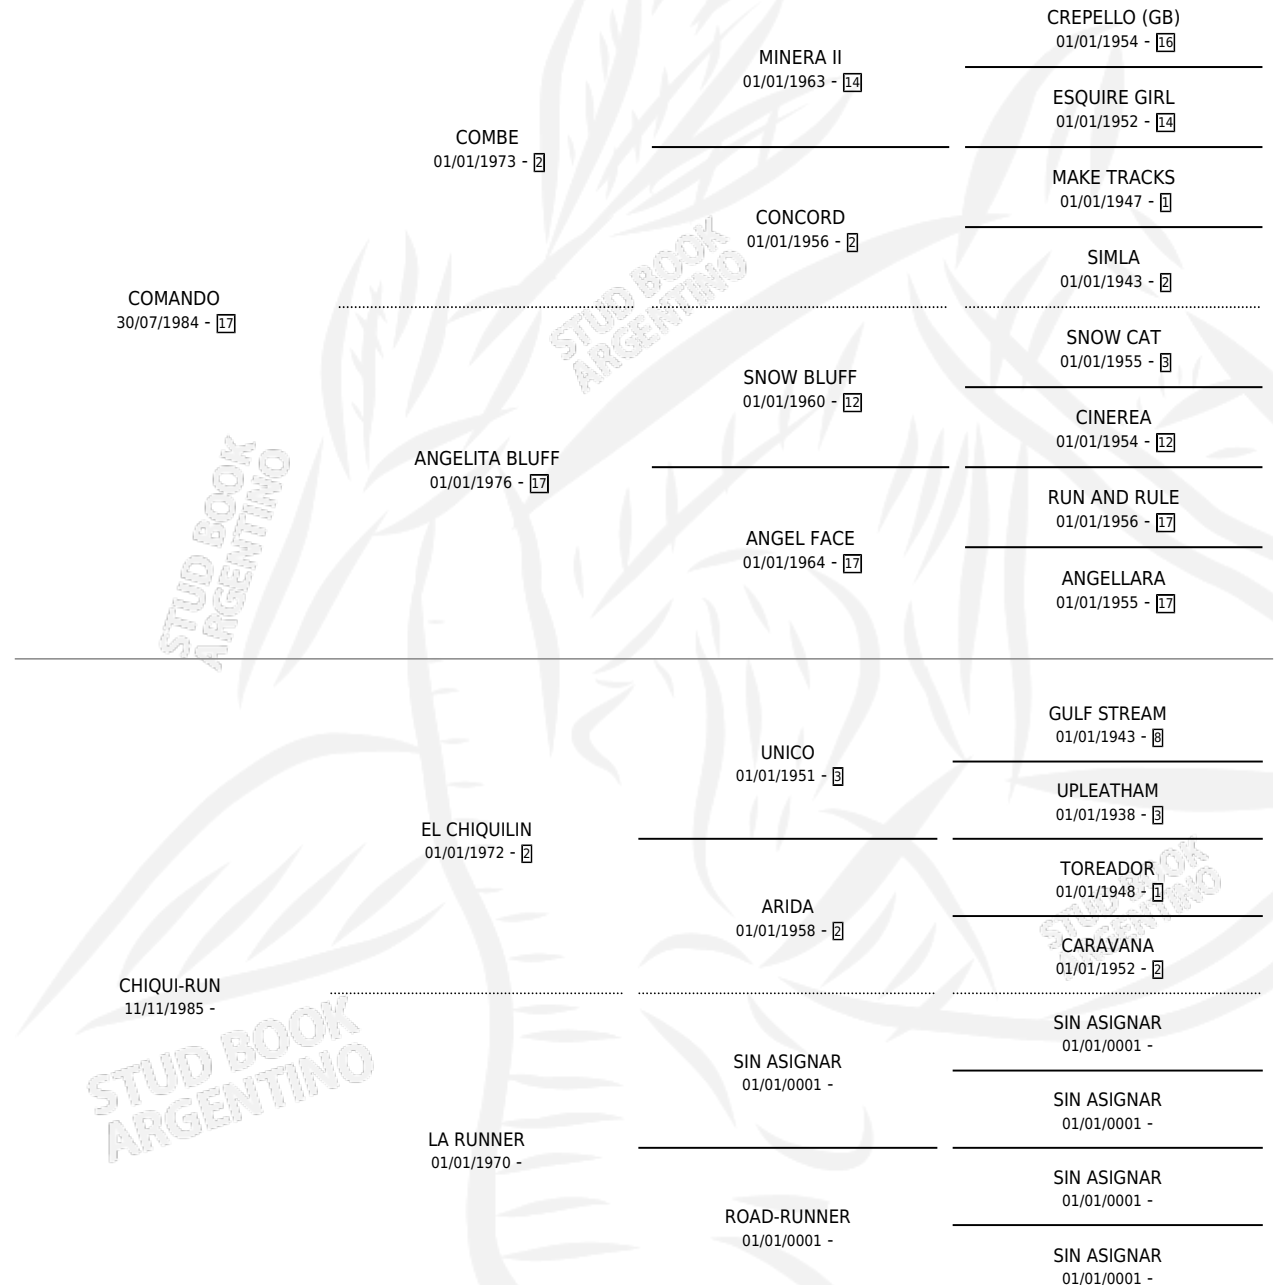 CREPELLO (GB)
01/01/1954 - 16
MINERA II
01/01/1963 - 14
ESQUIRE GIRL
01/01/1952 - 14
COMBE
01/01/1973 - 2
MAKE TRACKS
01/01/1947 - 1
CONCORD
01/01/1956 - 2
SIMLA
01/01/1943 - 2
COMANDO
30/07/1984 - 17
SNOW CAT
01/01/1955 - 3
SNOW BLUFF
01/01/1960 - 12
CINEREA
01/01/1954 - 12
ANGELITA BLUFF
01/01/1976 - 17
RUN AND RULE
01/01/1956 - 17
ANGEL FACE
01/01/1964 - 17
ANGELLARA
01/01/1955 - 17
GULF STREAM
01/01/1943 - 8
UNICO
01/01/1951 - 3
UPLEATHAM
01/01/1938 - 3
EL CHIQUILIN
01/01/1972 - 2
TOREADOR
01/01/1948 - 1
ARIDA
01/01/1958 - 2
CARAVANA
01/01/1952 - 2
CHIQUI-RUN
11/11/1985 -
SIN ASIGNAR
01/01/0001 -
SIN ASIGNAR
01/01/0001 -
SIN ASIGNAR
01/01/0001 -
LA RUNNER
01/01/1970 -
SIN ASIGNAR
01/01/0001 -
ROAD-RUNNER
01/01/0001 -
SIN ASIGNAR
01/01/0001 -
STUD BOOK
ARGENTINO
STUD BOOK
ARGENTINO
STUD BOOK
ARGENTINO
STUD BOOK
ARGENTINO